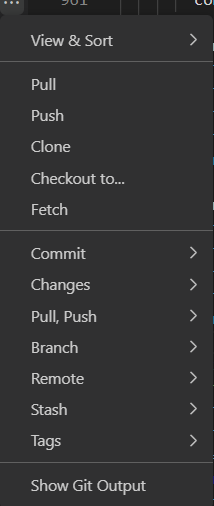 ...
961
View & Sort
Pull
Push
Clone
Checkout to...
Fetch
Commit
Changes
Pull, Push
Branch
Remote
Stash
Tags
Show Git Output